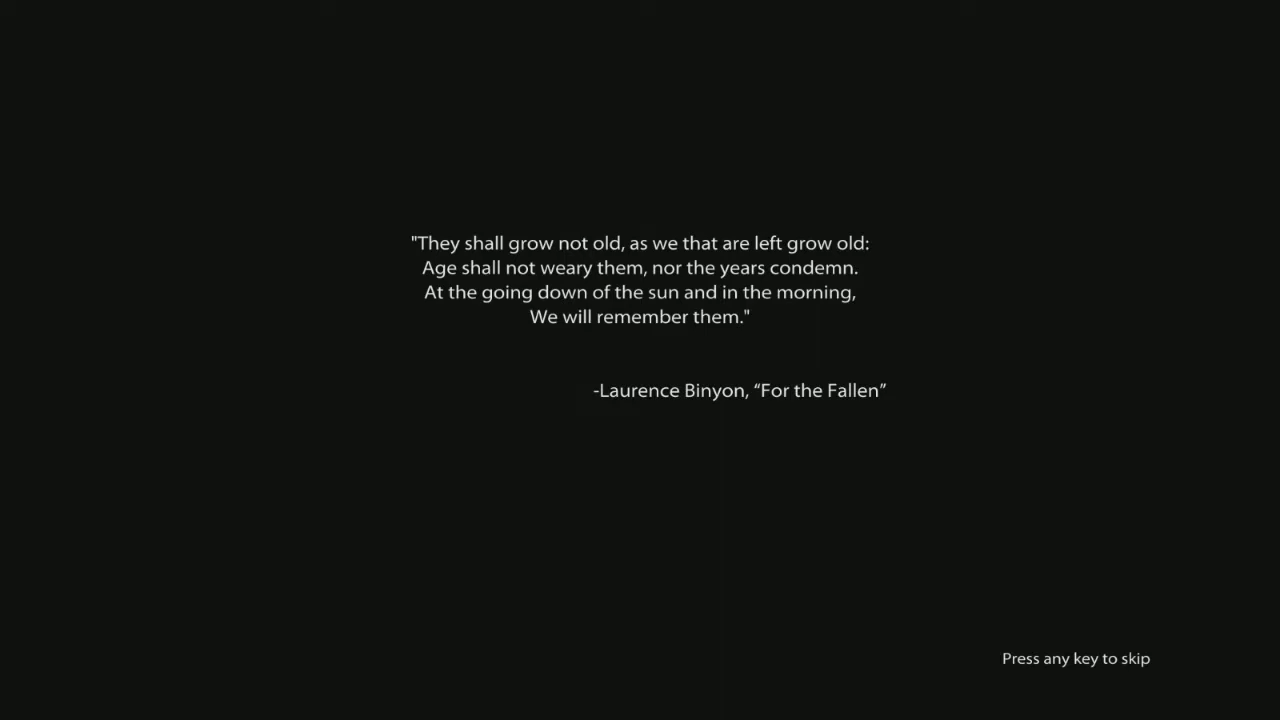 "They shall grow not old, as we that are left grow old:
Age shall not weary them, nor the years condemn.
At the going down of the sun and in the morning,
We will remember them."
-Laurence Binyon, “For the Fallen”
Press any key to skip